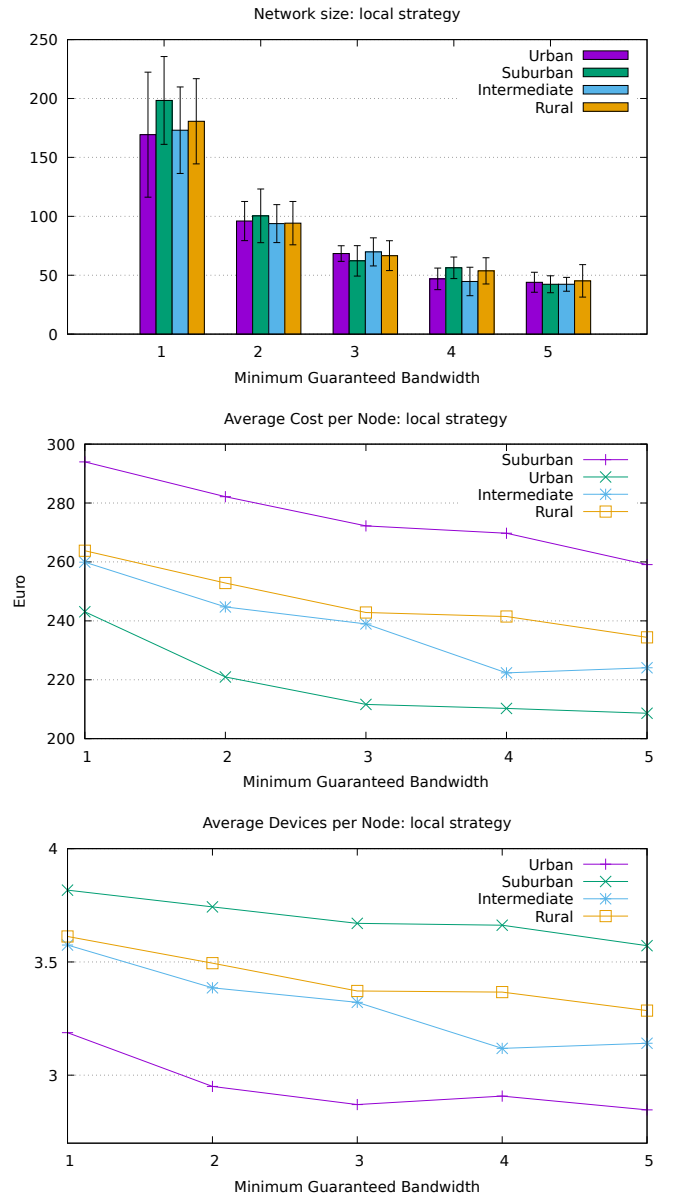 Network size: local strategy
250
200
150
100
50
0
Urban
Suburban
Intermediate
Rural
1 2 3 4 5
Minimum Guaranteed Bandwidth
Average Cost per Node: local strategy
300
280
260
240
220
200
Euro
Suburban
Urban
Intermediate
Rural
1 2 3 4 5
Minimum Guaranteed Bandwidth
Average Devices per Node: local strategy
4
3.5
3
Urban
Suburban
Intermediate
Rural
1 2 3 4 5
Minimum Guaranteed Bandwidth